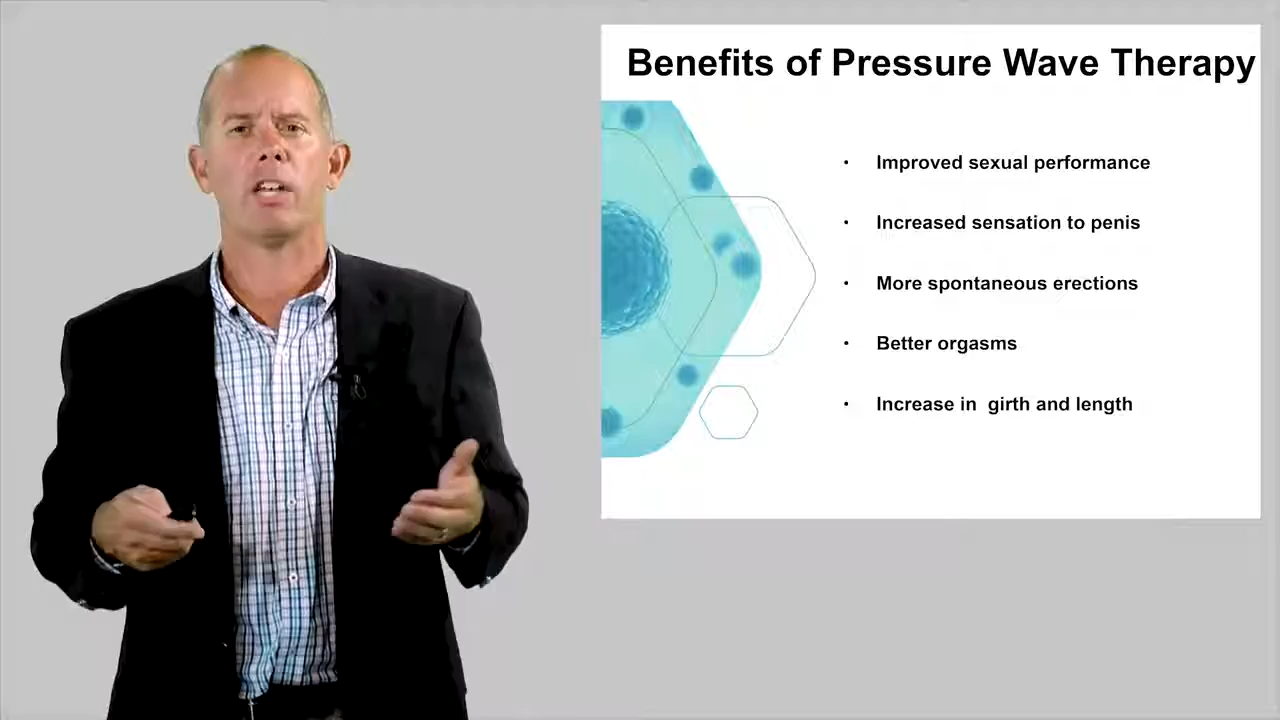 Benefits of Pressure Wave Therapy
• Improved sexual performance
• Increased sensation to penis
• More spontaneous erections
• Better orgasms
• Increase in  girth and length